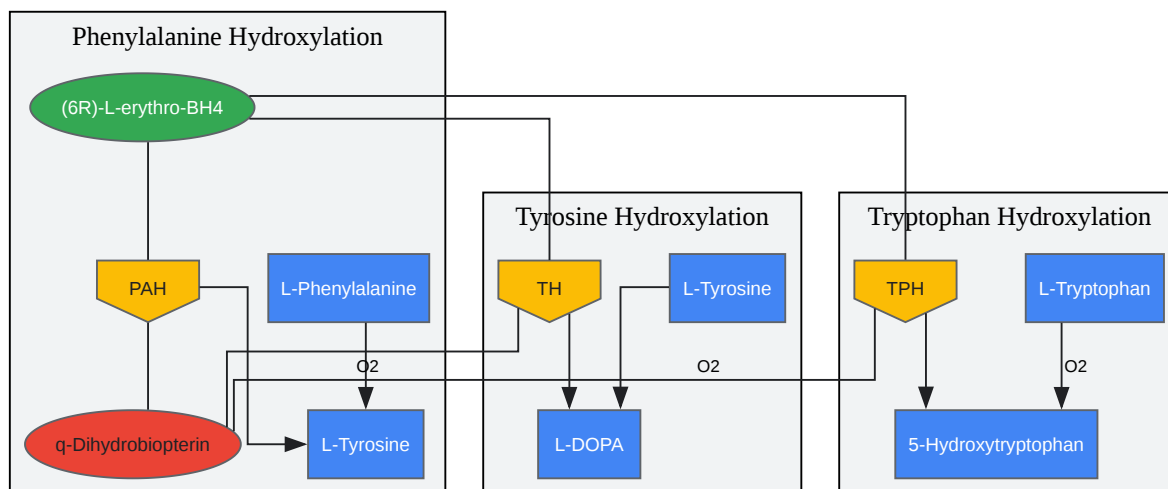 Phenylalanine Hydroxylation
(6R)-L-erythro-BH4
Tyrosine Hydroxylation
Tryptophan Hydroxylation
PAH
L-Phenylalanine
TH
L-Tyrosine
TPH
L-Tryptophan
O2
O2
O2
q-Dihydrobiopterin
L-Tyrosine
L-DOPA
5-Hydroxytryptophan